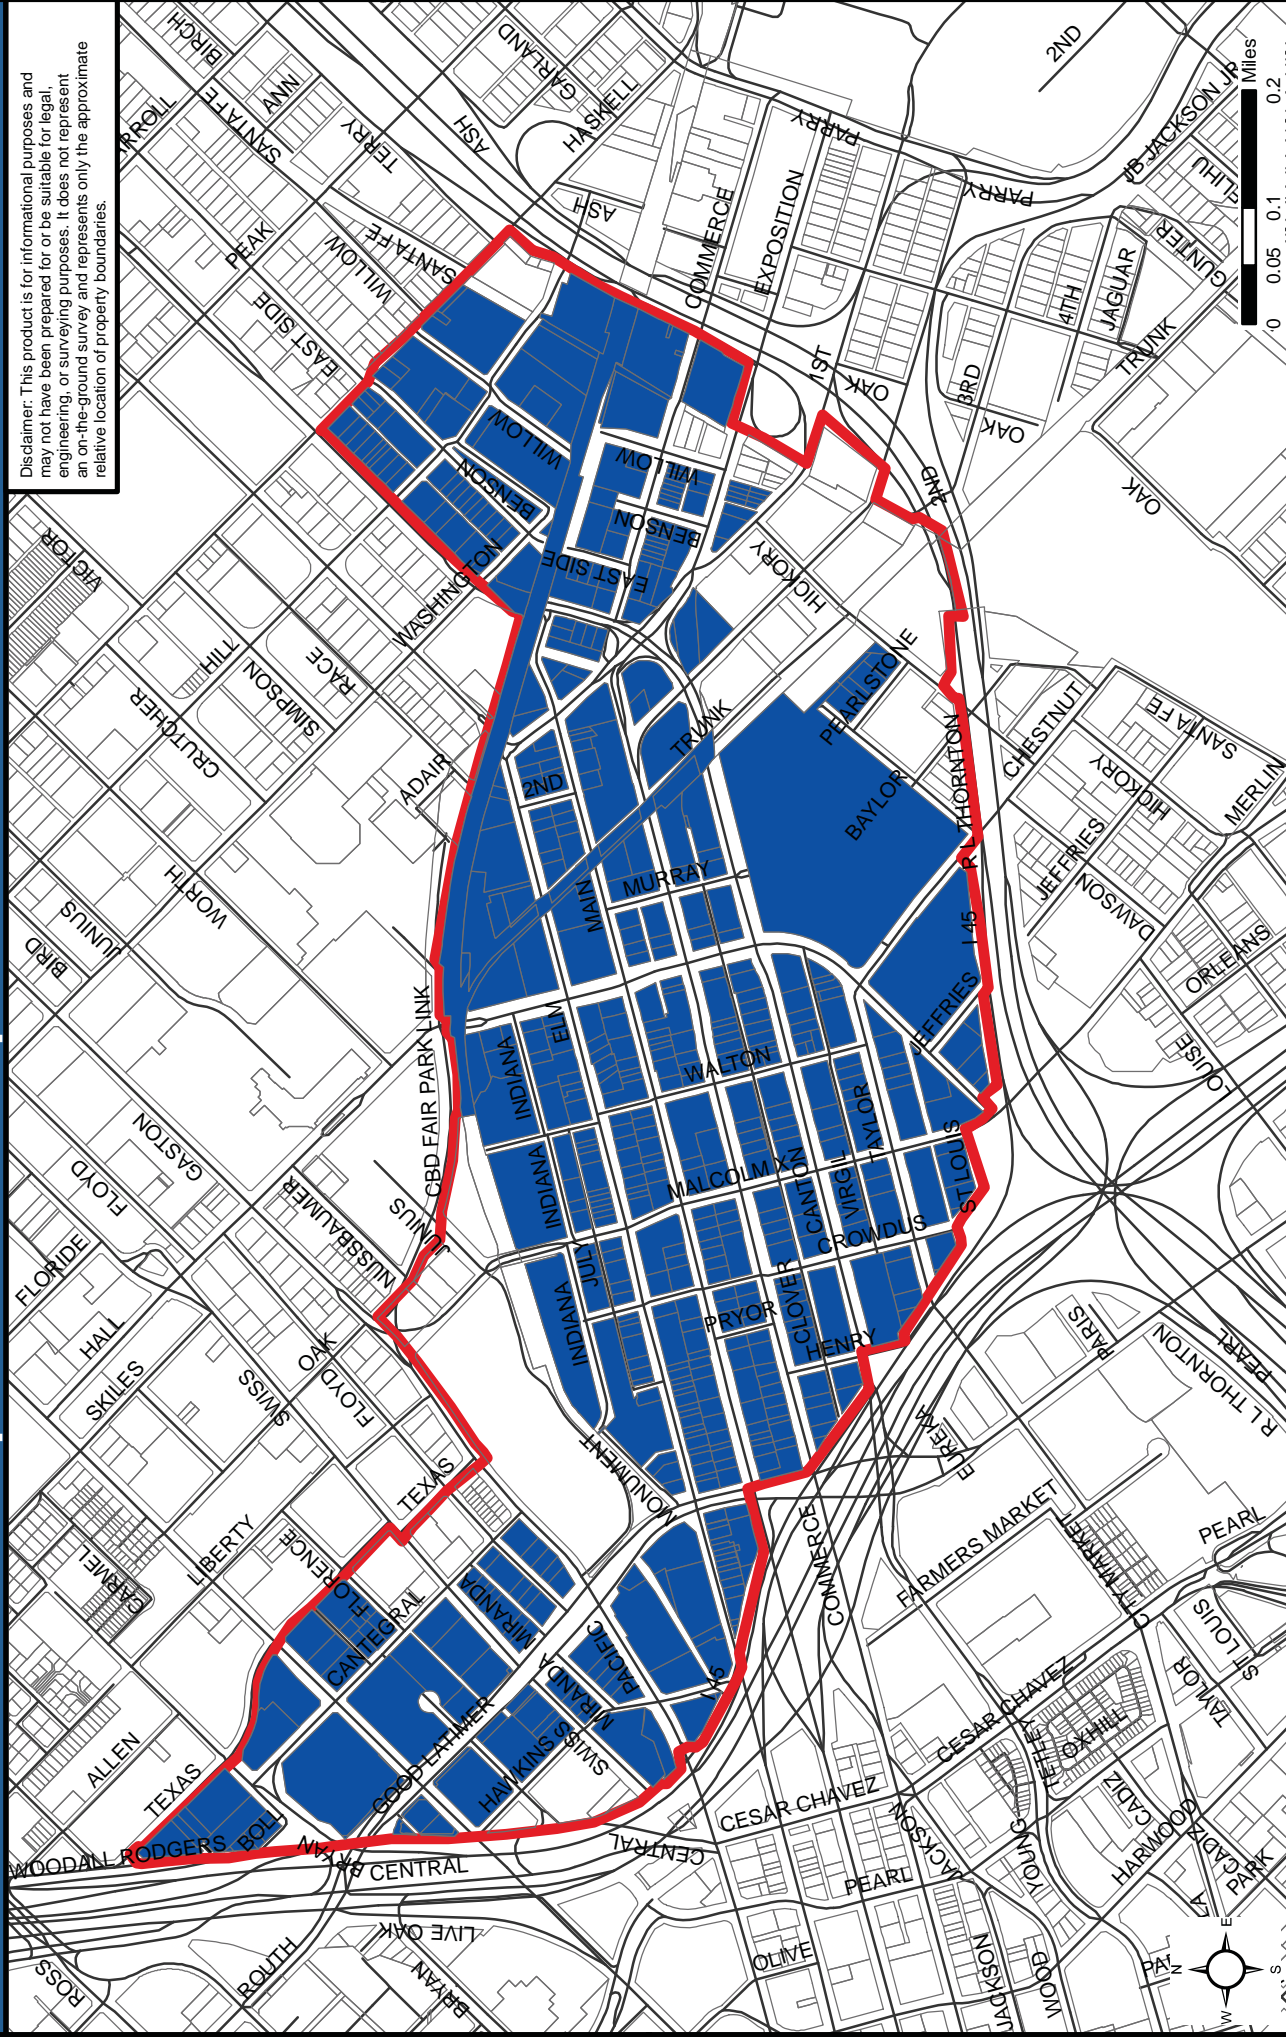 Disclaimer: This product is for informational purposes and
may not have been prepared for or be suitable for legal,
engineering, or surveying purposes. It does not represent
an on-the-ground survey and represents only the approximate
relative location of property boundaries.
BIRCH
SANTA FE
ANN
TERRY
ASH
GARLAND
HASKELL
2ND
PEAK
WILLOW
SANTA FE
EAST SIDE
ASH
COMMERCE
EXPOSITION
PARRY
PARRY
JB JACKSON JR
GUNTER
4TH
JAGUAR
TRUNK
1ST
OAK
3RD
OAK
OAK
2ND
VICTOR
WILLOW
BENSON
WILLOW
BENSON
EAST SIDE
WASHINGTON
HICKORY
HILL
SIMPSON
RACE
CRUTCHER
ADAIR
2ND
TRUNK
PEARLSTONE
BAYLOR
R L THORNTON
CHESTNUT
SANTA FE
HICKORY
MERLIN
JEFFRIES
DAWSON
ORLEANS
LOUISE
WORTH
JUNIUS
BIRD
MAIN
MURRAY
I 45
JEFFRIES
CBD FAIR PARK LINK
ELM
INDIANA
WALTON
TAYLOR
ST LOUIS
GASTON
FLOYD
FLORIDE
NUSSBAUMER
JUNIUS
INDIANA
JULY
INDIANA
MALCOLM X
CANTON
VIRGIL
CROWDUS
CLOVER
PRYOR
HENRY
HALL
SKILES
SWISS
OAK
FLOYD
TEXAS
MONUMENT
PARIS
PEARL
R L THORNTON
EUREKA
FARMERS MARKET
CITY MARKET
PEARL
CARMEL
LIBERTY
FLORENCE
CANTEGRAL
MIRANDA
PACIFIC
MIRANDA
COMMERCE
I 45
ST LOUIS
TAYLOR
CESAR CHAVEZ
TETLEY
OXHILL
CADIZ
HARWOOD
CADIZ
PARK
ALLEN
TEXAS
GOOD LATIMER
HAWKINS
SWISS
BOLL
WOODALL RODGERS
BRYAN
CENTRAL
CENTRAL
CESAR CHAVEZ
JACKSON
YOUNG
PEARL
LIVE OAK
ROSS
ROUTH
BRYAN
OLIVE
JACKSON
WOOD
0 0.05 0.1 0.2
Miles
N
E
S
W